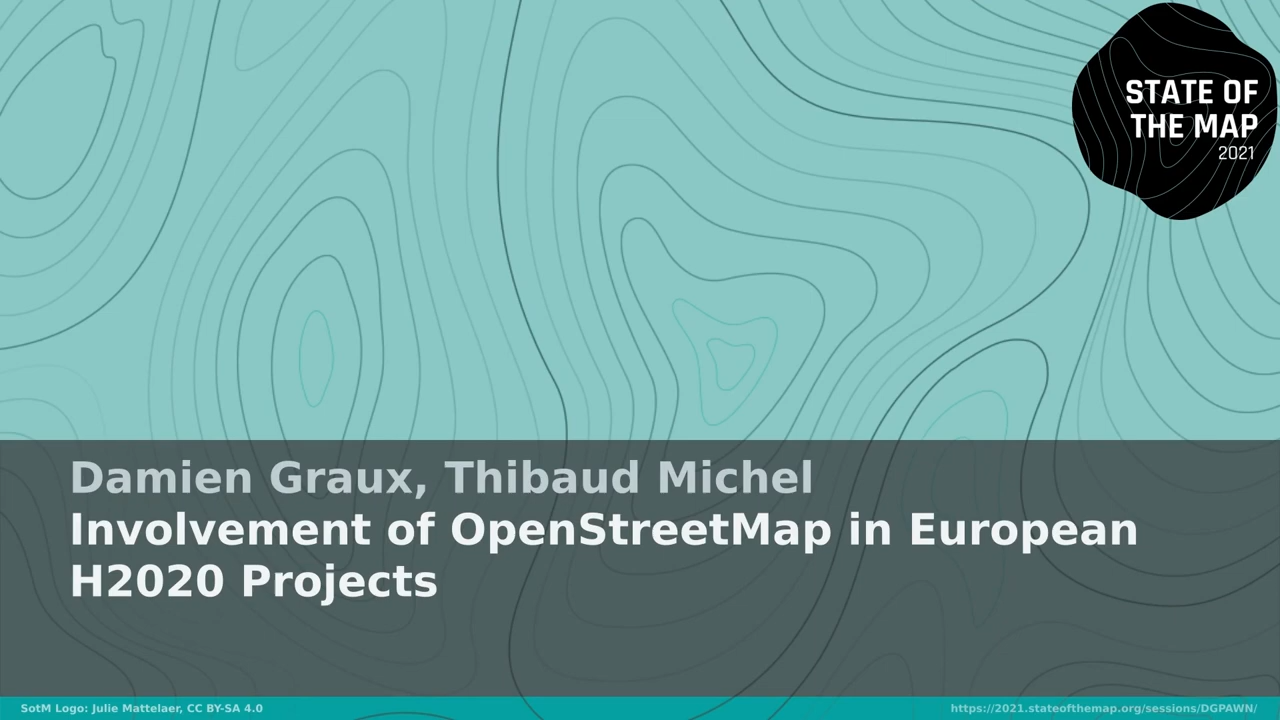 STATE OF
THE MAP
2021
Damien Graux, Thibaud Michel
Involvement of OpenStreetMap in European
H2020 Projects
SotM Logo: Julie Mattelaer, CC BY-SA 4.0
https://2021.stateofthemap.org/sessions/DGPAWN/